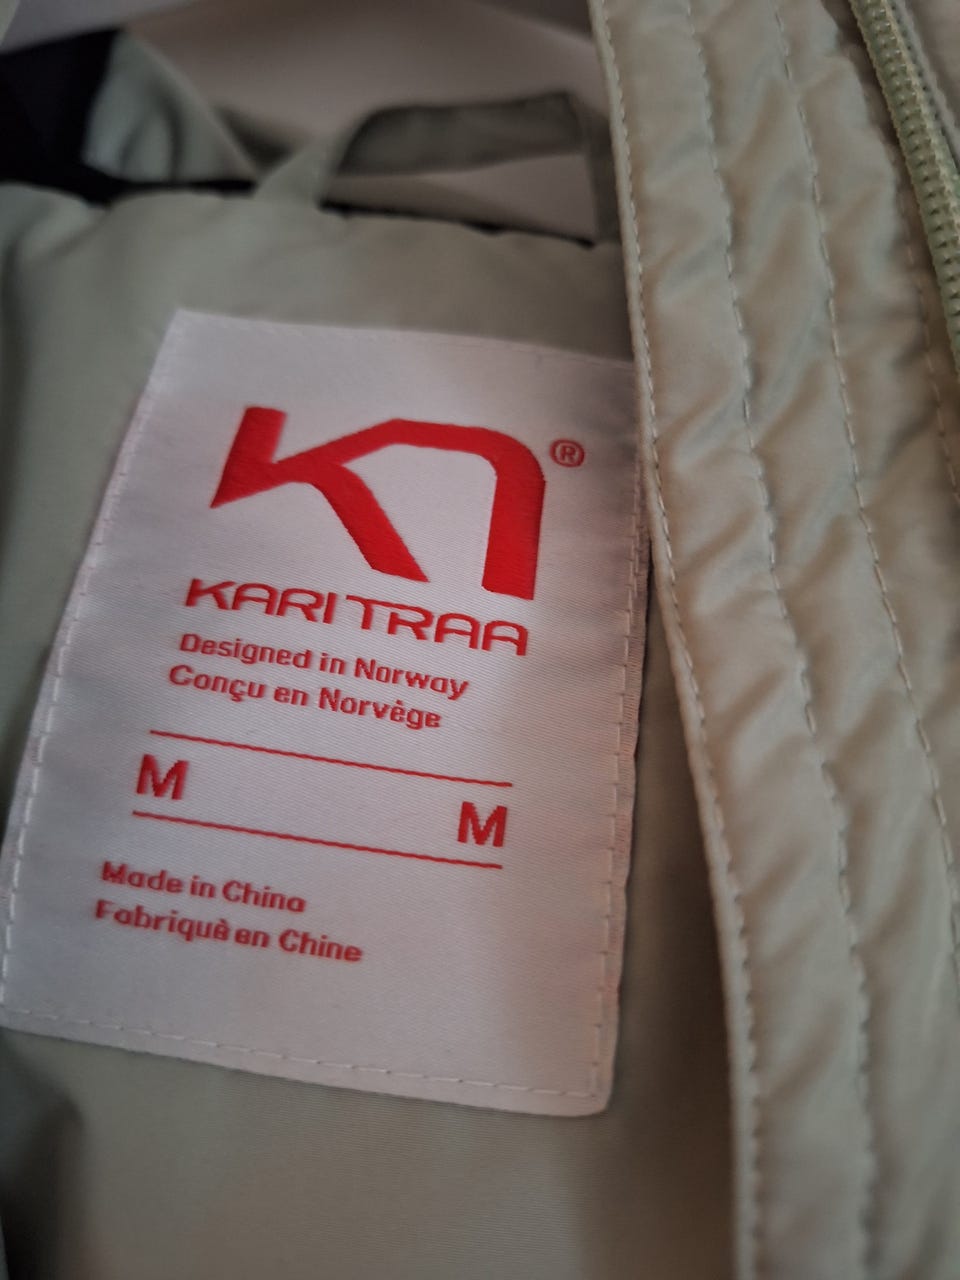 ®
KARI TRAA
Designed in Norway
Conçu en Norvège
M
M
Made in China
Fabriquè en Chine